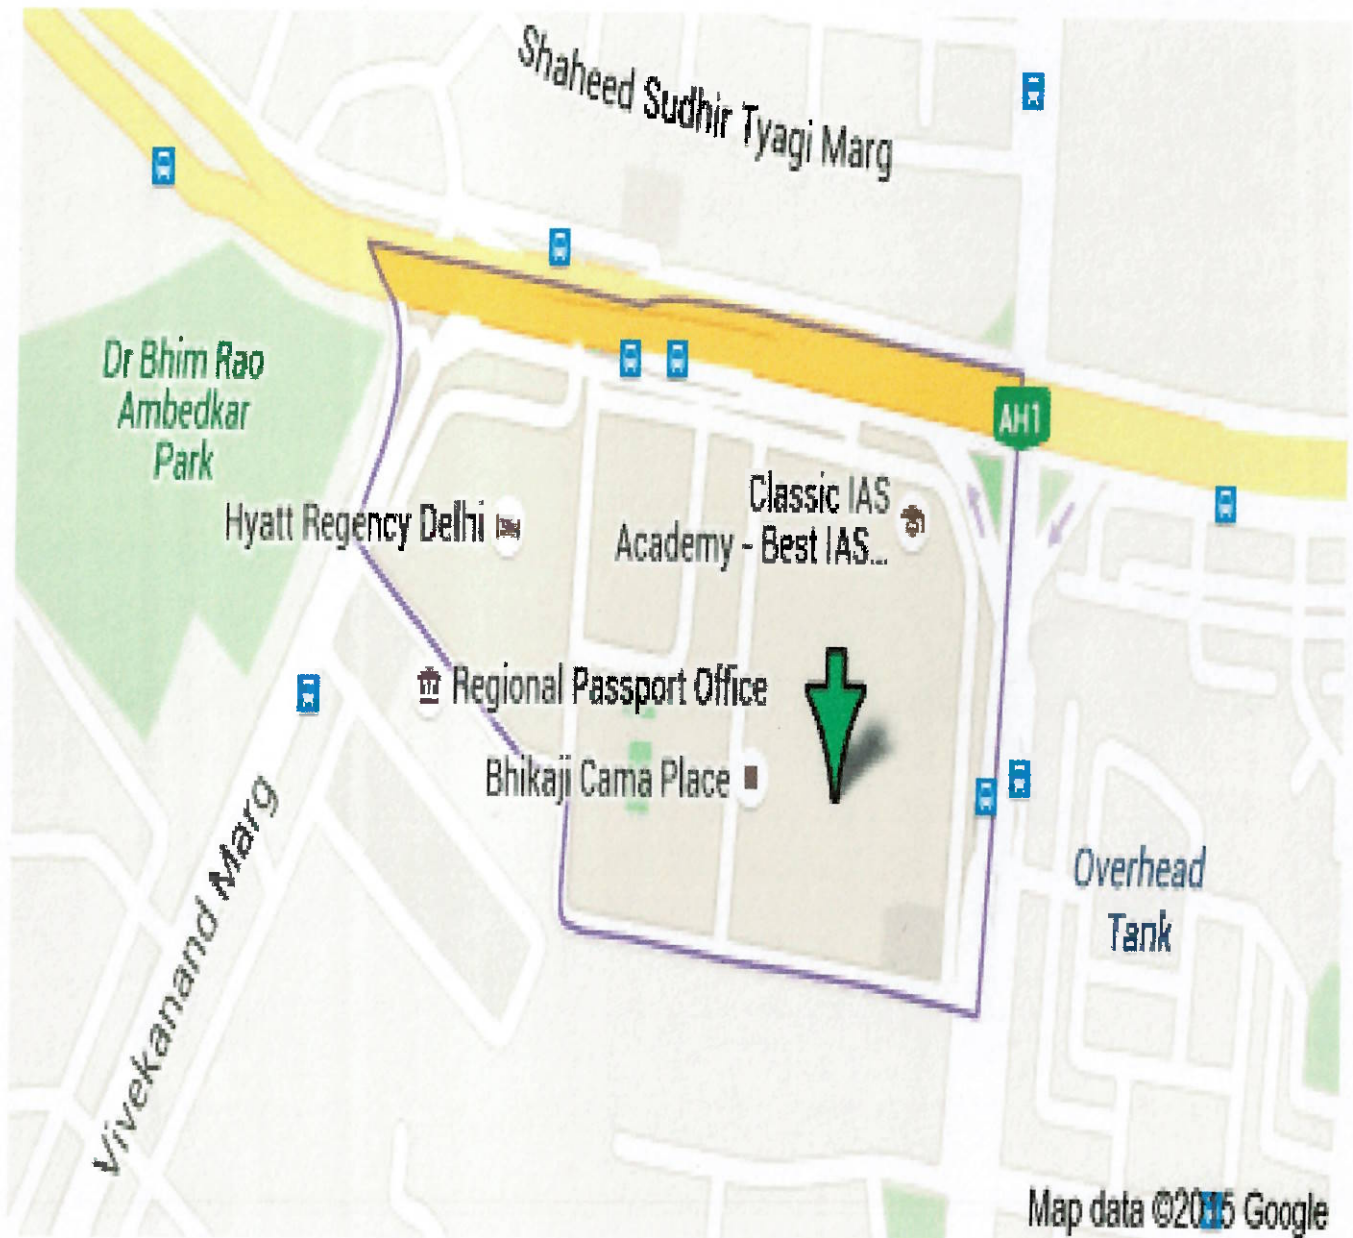 Shaheed Sudhir Tyagi Marg
Dr Bhim Rao
Ambedkar
Park
AH1
Classic IAS
Academy - Best IAS...
Hyatt Regency Delhi
Regional Passport Office
Bhikaji Cama Place
Vivekanand Marg
Overhead
Tank
Map data ©2015 Google